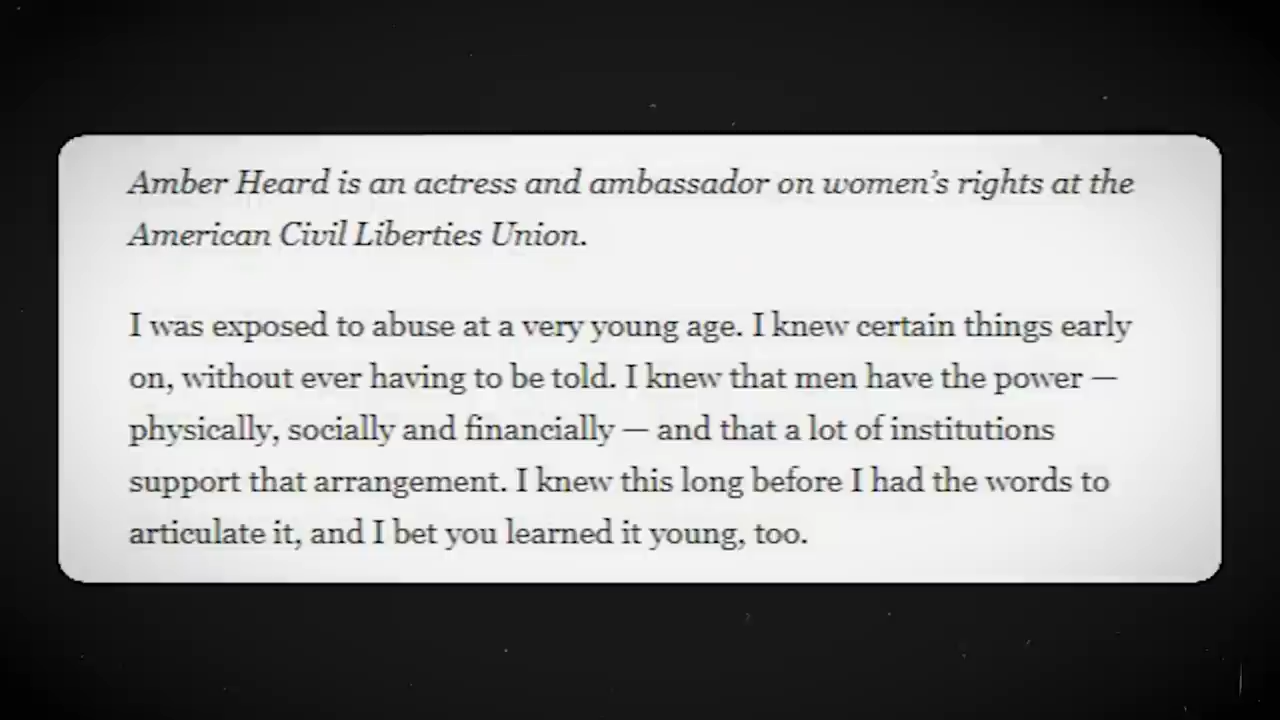 Amber Heard is an actress and ambassador on women's rights at the
American Civil Liberties Union.
I was exposed to abuse at a very young age. I knew certain things early
on, without ever having to be told. I knew that men have the power —
physically, socially and financially — and that a lot of institutions
support that arrangement. I knew this long before I had the words to
articulate it, and I bet you learned it young, too.